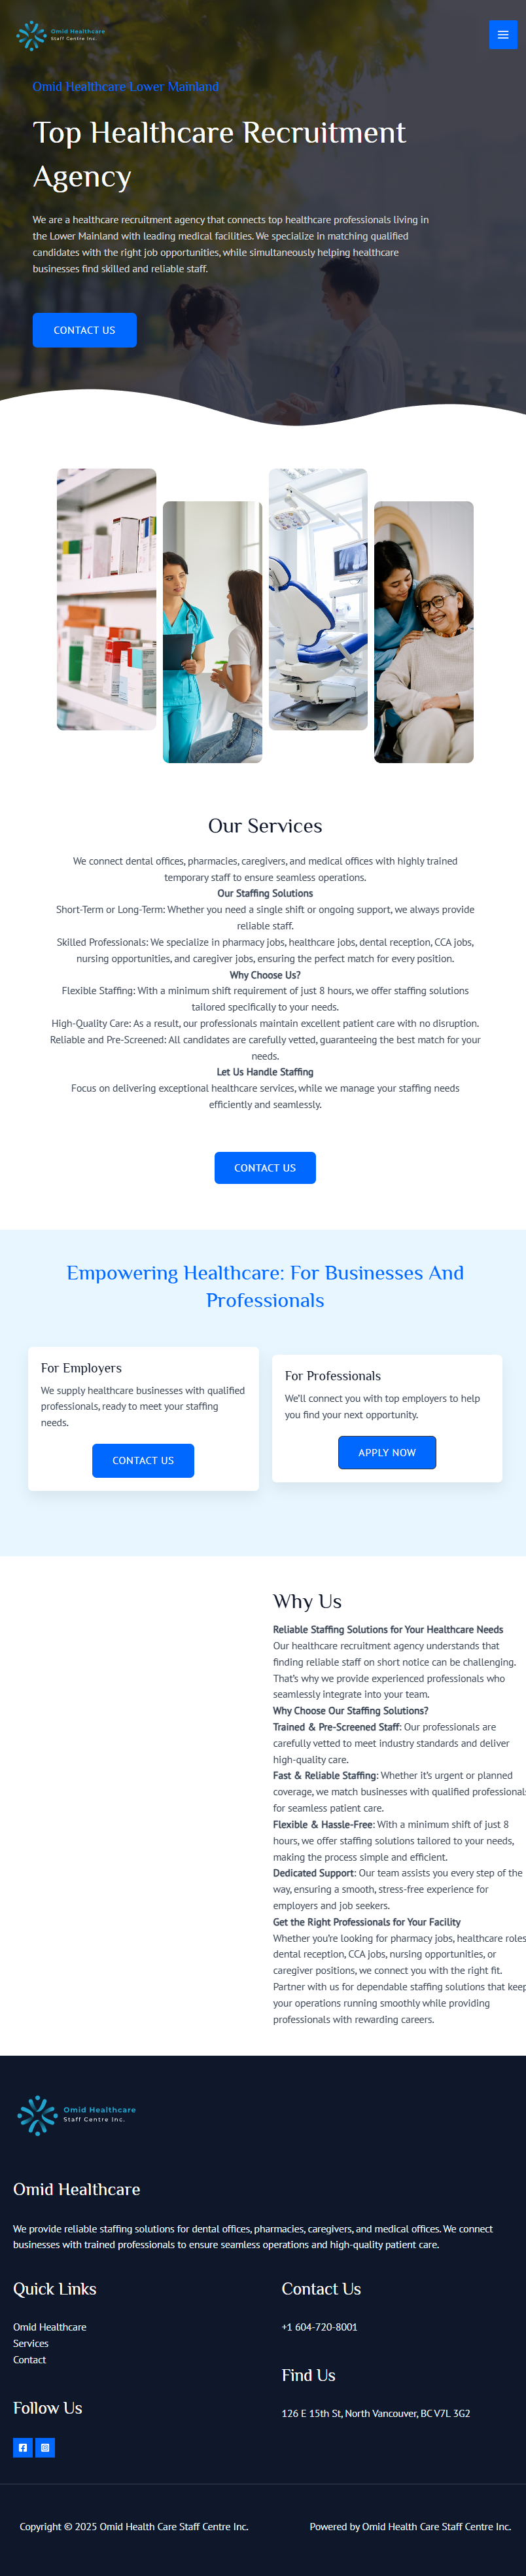 Omid Healthcare
Staff Centre Inc.
Omid Healthcare Lower Mainland
Top Healthcare Recruitment
Agency
We are a healthcare recruitment agency that connects top healthcare professionals living in
the Lower Mainland with leading medical facilities. We specialize in matching qualified
candidates with the right job opportunities, while simultaneously helping healthcare
businesses find skilled and reliable staff.
CONTACT US
Our Services
We connect dental offices, pharmacies, caregivers, and medical offices with highly trained
temporary staff to ensure seamless operations.
Our Staffing Solutions
Short-Term or Long-Term: Whether you need a single shift or ongoing support, we always provide
reliable staff.
Skilled Professionals: We specialize in pharmacy jobs, healthcare jobs, dental reception, CCA jobs,
nursing opportunities, and caregiver jobs, ensuring the perfect match for every position.
Why Choose Us?
Flexible Staffing: With a minimum shift requirement of just 8 hours, we offer staffing solutions
tailored specifically to your needs.
High-Quality Care: As a result, our professionals maintain excellent patient care with no disruption.
Reliable and Pre-Screened: All candidates are carefully vetted, guaranteeing the best match for your
needs.
Let Us Handle Staffing
Focus on delivering exceptional healthcare services, while we manage your staffing needs
efficiently and seamlessly.
CONTACT US
Empowering Healthcare: For Businesses And
Professionals
For Employers
We supply healthcare businesses with qualified
professionals, ready to meet your staffing
needs.
CONTACT US
For Professionals
We’ll connect you with top employers to help
you find your next opportunity.
APPLY NOW
Why Us
Reliable Staffing Solutions for Your Healthcare Needs
Our healthcare recruitment agency understands that
finding reliable staff on short notice can be challenging.
That’s why we provide experienced professionals who
seamlessly integrate into your team.
Why Choose Our Staffing Solutions?
Trained & Pre-Screened Staff: Our professionals are
carefully vetted to meet industry standards and deliver
high-quality care.
Fast & Reliable Staffing: Whether it’s urgent or planned
coverage, we match businesses with qualified professionals
for seamless patient care.
Flexible & Hassle-Free: With a minimum shift of just 8
hours, we offer staffing solutions tailored to your needs,
making the process simple and efficient.
Dedicated Support: Our team assists you every step of the
way, ensuring a smooth, stress-free experience for
employers and job seekers.
Get the Right Professionals for Your Facility
Whether you’re looking for pharmacy jobs, healthcare roles
dental reception, CCA jobs, nursing opportunities, or
caregiver positions, we connect you with the right fit.
Partner with us for dependable staffing solutions that keep
your operations running smoothly while providing
professionals with rewarding careers.
Omid Healthcare
Staff Centre Inc.
Omid Healthcare
We provide reliable staffing solutions for dental offices, pharmacies, caregivers, and medical offices. We connect
businesses with trained professionals to ensure seamless operations and high-quality patient care.
Quick Links
Omid Healthcare
Services
Contact
Follow Us
Contact Us
+1 604-720-8001
Find Us
126 E 15th St, North Vancouver, BC V7L 3G2
Copyright © 2025 Omid Health Care Staff Centre Inc.
Powered by Omid Health Care Staff Centre Inc.